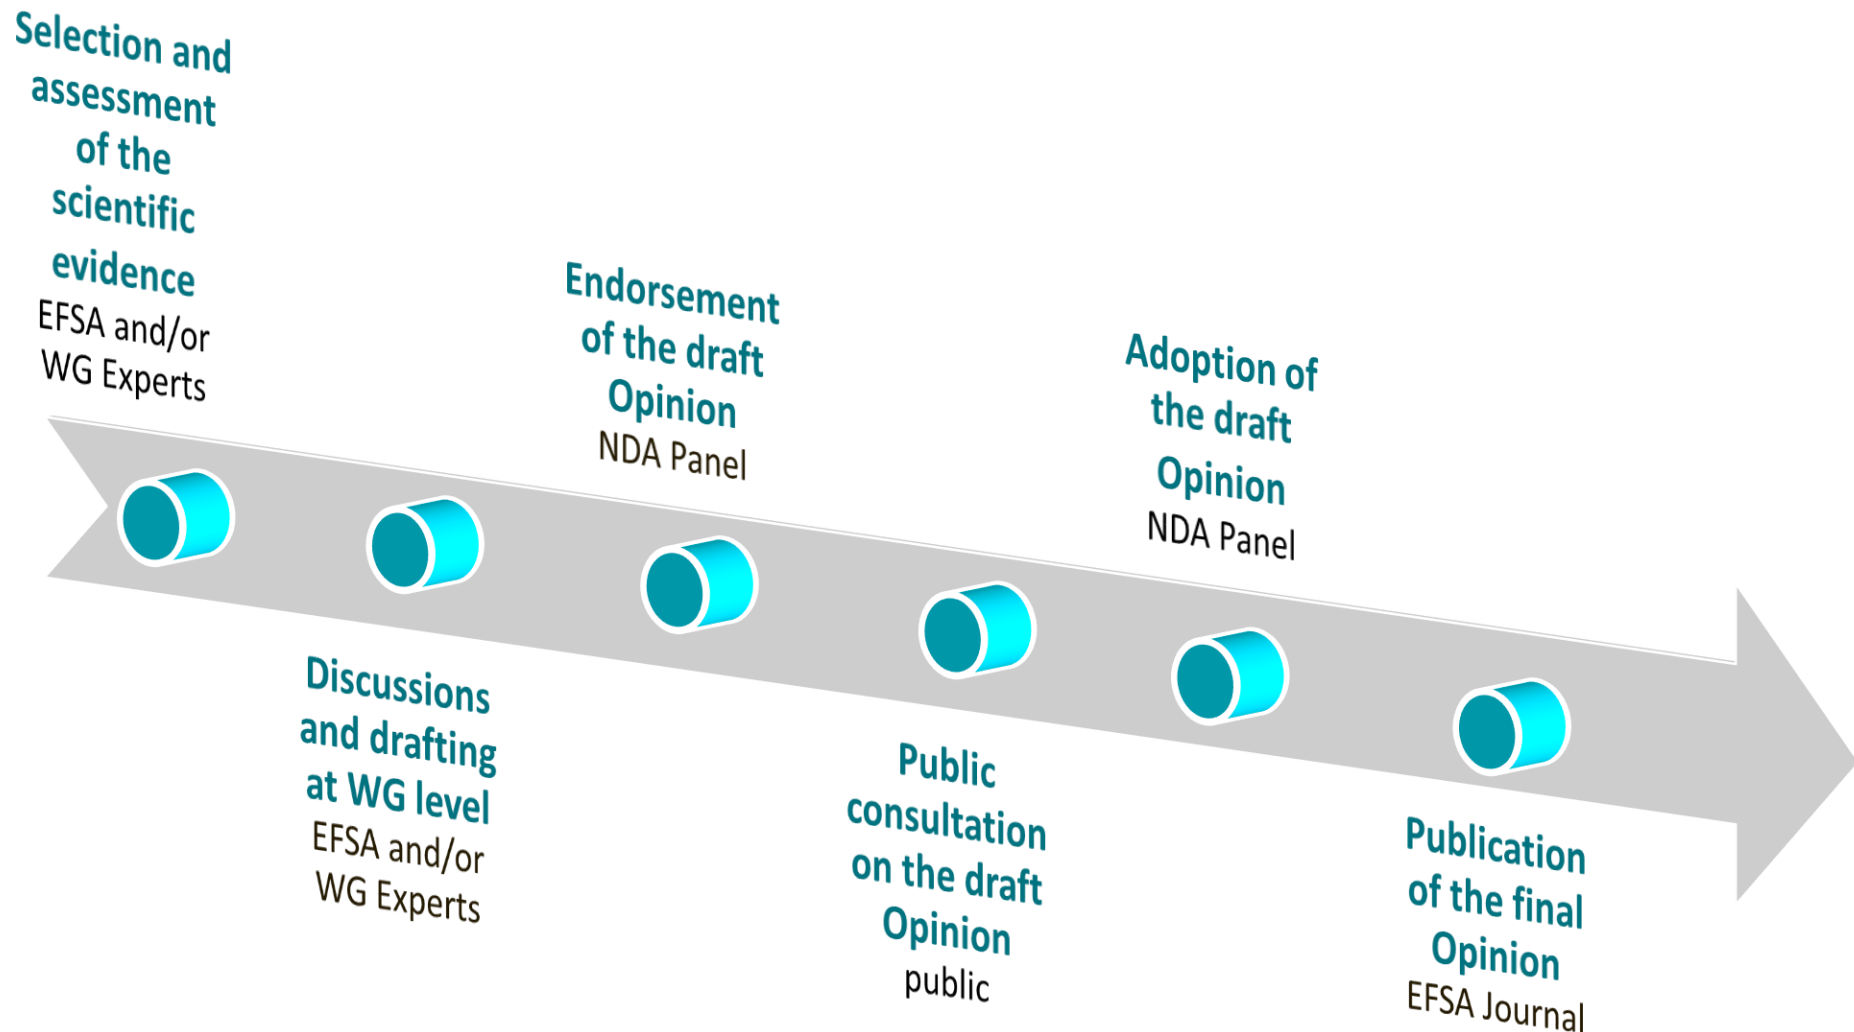 Selection and
assessment
of the
scientific
evidence
EFSA and/or
WG Experts
Discussions
and drafting
at WG level
EFSA and/or
WG Experts
Endorsement
of the draft
Opinion
NDA Panel
Public
consultation
on the draft
Opinion
public
Adoption of
the draft
Opinion
NDA Panel
Publication
of the final
Opinion
EFSA Journal